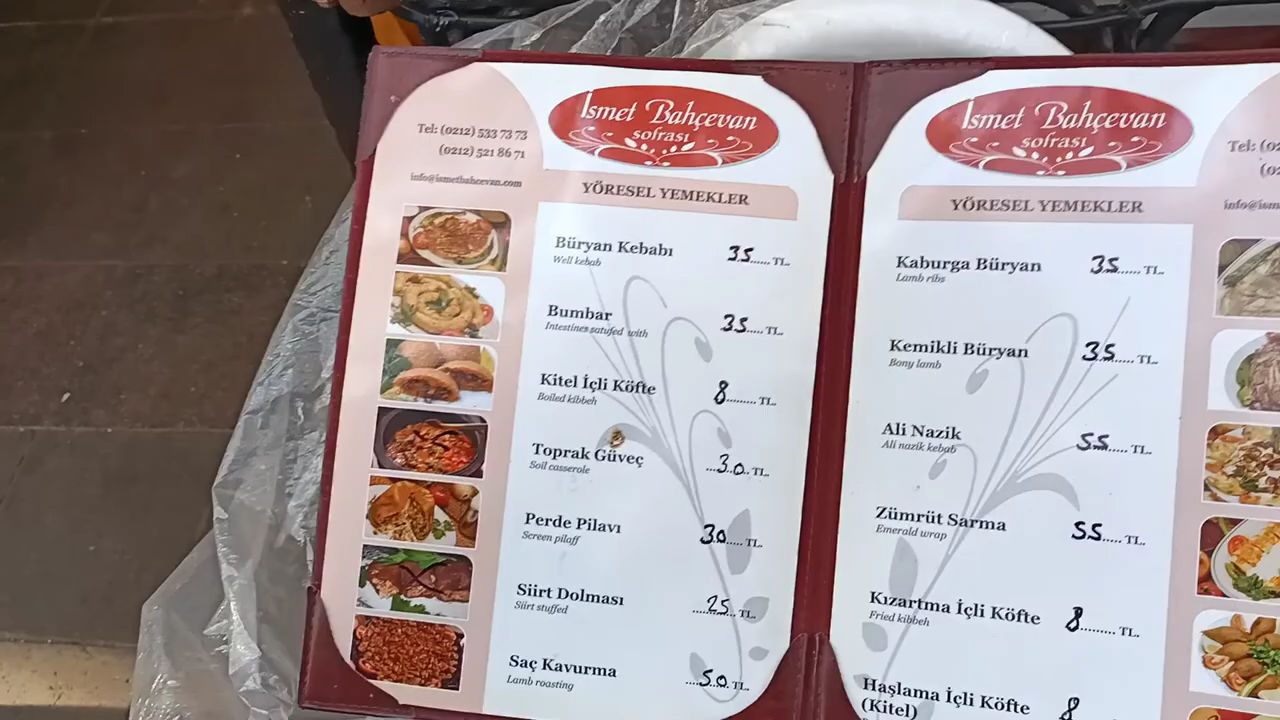 Tel: (0212) 533 73 73
(0212) 521 86 71
info@ismetbahcevan.com
İsmet Bahçevan
sofrası
YÖRESEL YEMEKLER
Büryan Kebabı 35...... TL.
Well kebab
Bumbar 35..... TL.
Intestines satufed with
Kitel İçli Köfte 8......... TL.
Boiled kibbeh
Toprak Güveç ...30.. TL.
Soil casserole
Perde Pilavı 30..... TL.
Screen pilaff
Siirt Dolması ....25.... TL.
Siirt stuffed
Saç Kavurma ....50.. TL.
Lamb roasting
İsmet Bahçevan
sofrası
YÖRESEL YEMEKLER
Kaburga Büryan 35...... TL.
Lamb ribs
Kemikli Büryan 35...... TL.
Bony lamb
Ali Nazik 55..... TL.
Ali nazik kebab
Zümrüt Sarma 55..... TL.
Emerald wrap
Kızartma İçli Köfte 8......... TL.
Fried kibbeh
Haşlama İçli Köfte 8
(Kitel)
Tel: